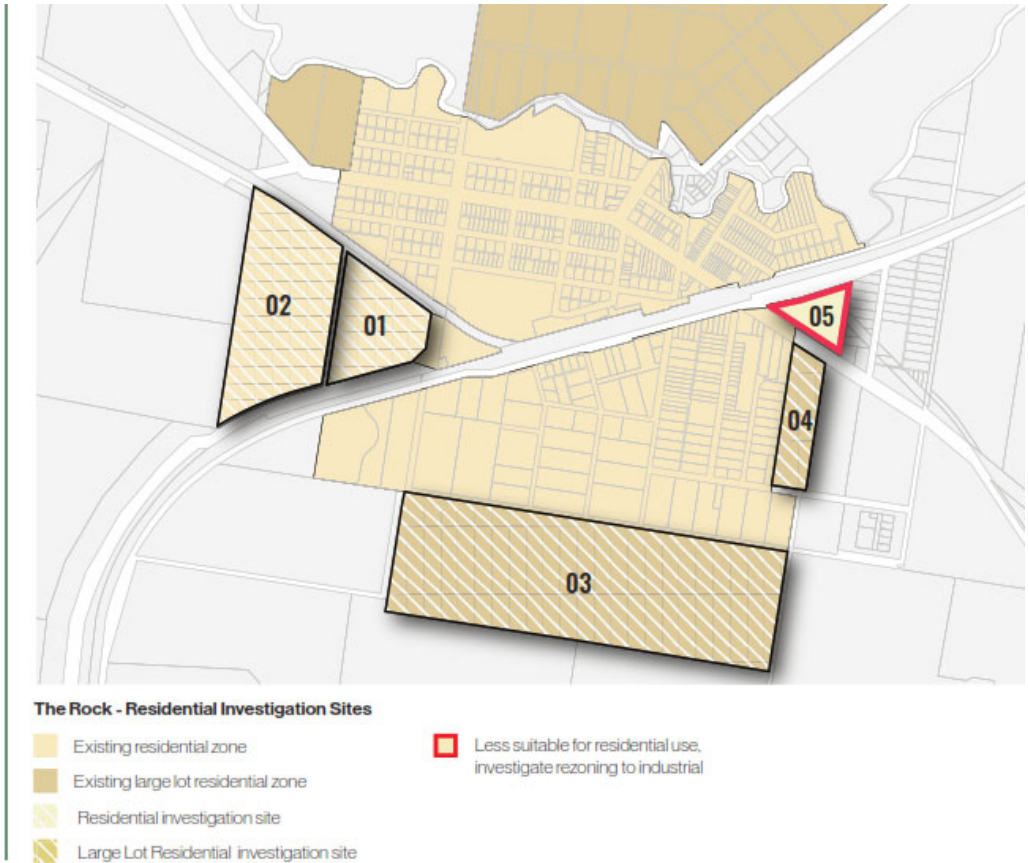 02
01
05
04
03
The Rock - Residential Investigation Sites
Existing residential zone
Existing large lot residential zone
Residential investigation site
Large Lot Residential investigation site
Less suitable for residential use,
investigate rezoning to industrial